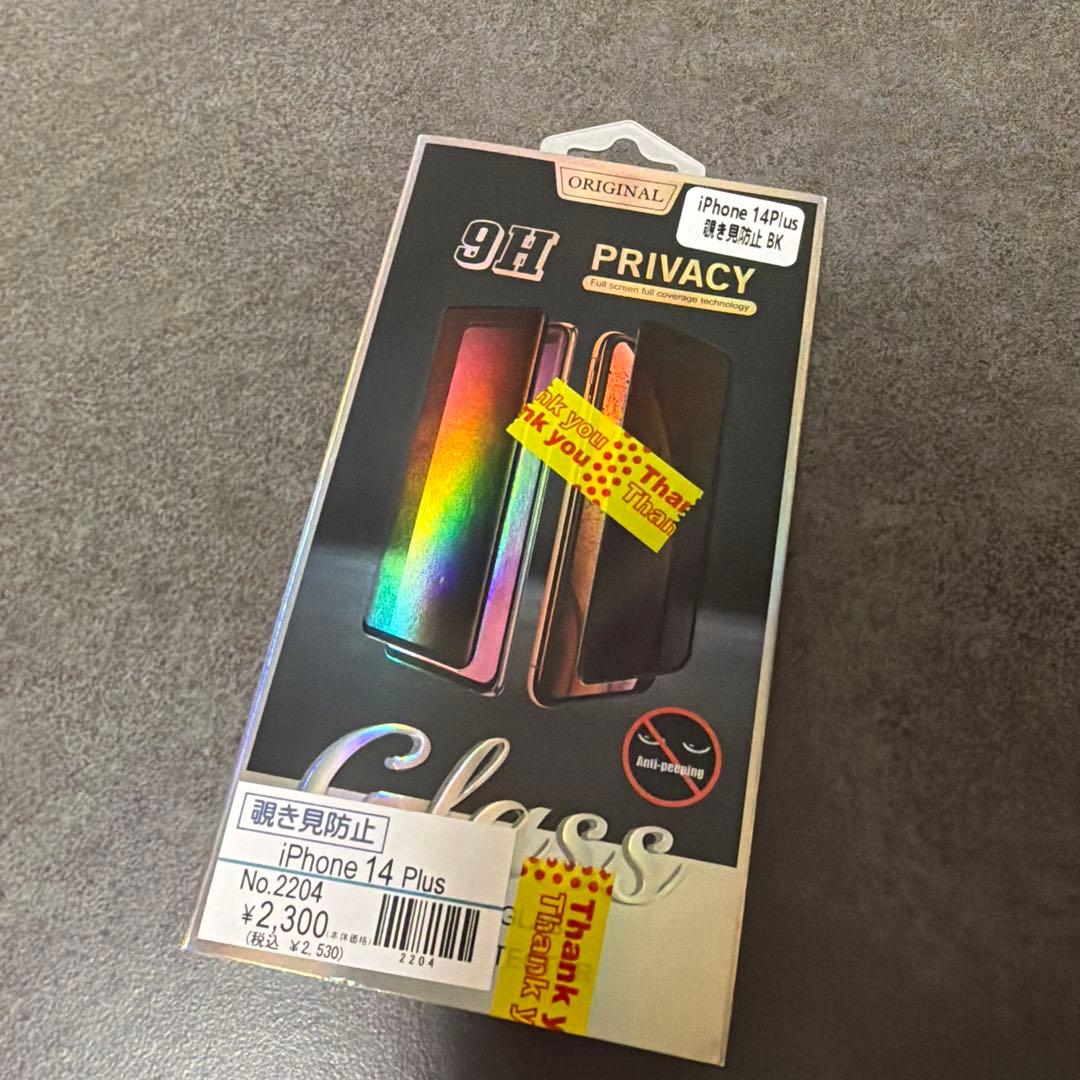 ORIGINAL
iPhone 14Plus
覗き見防止 BK
9H
PRIVACY
Full screen full coverage technology
nk you
nk you
Than
Than
Anti-peeping
Glass
覗き見防止
iPhone 14 Plus
No.2204
¥2,300(本体価格)
(税込 ¥2,530)
2204
Thank y
Thank y